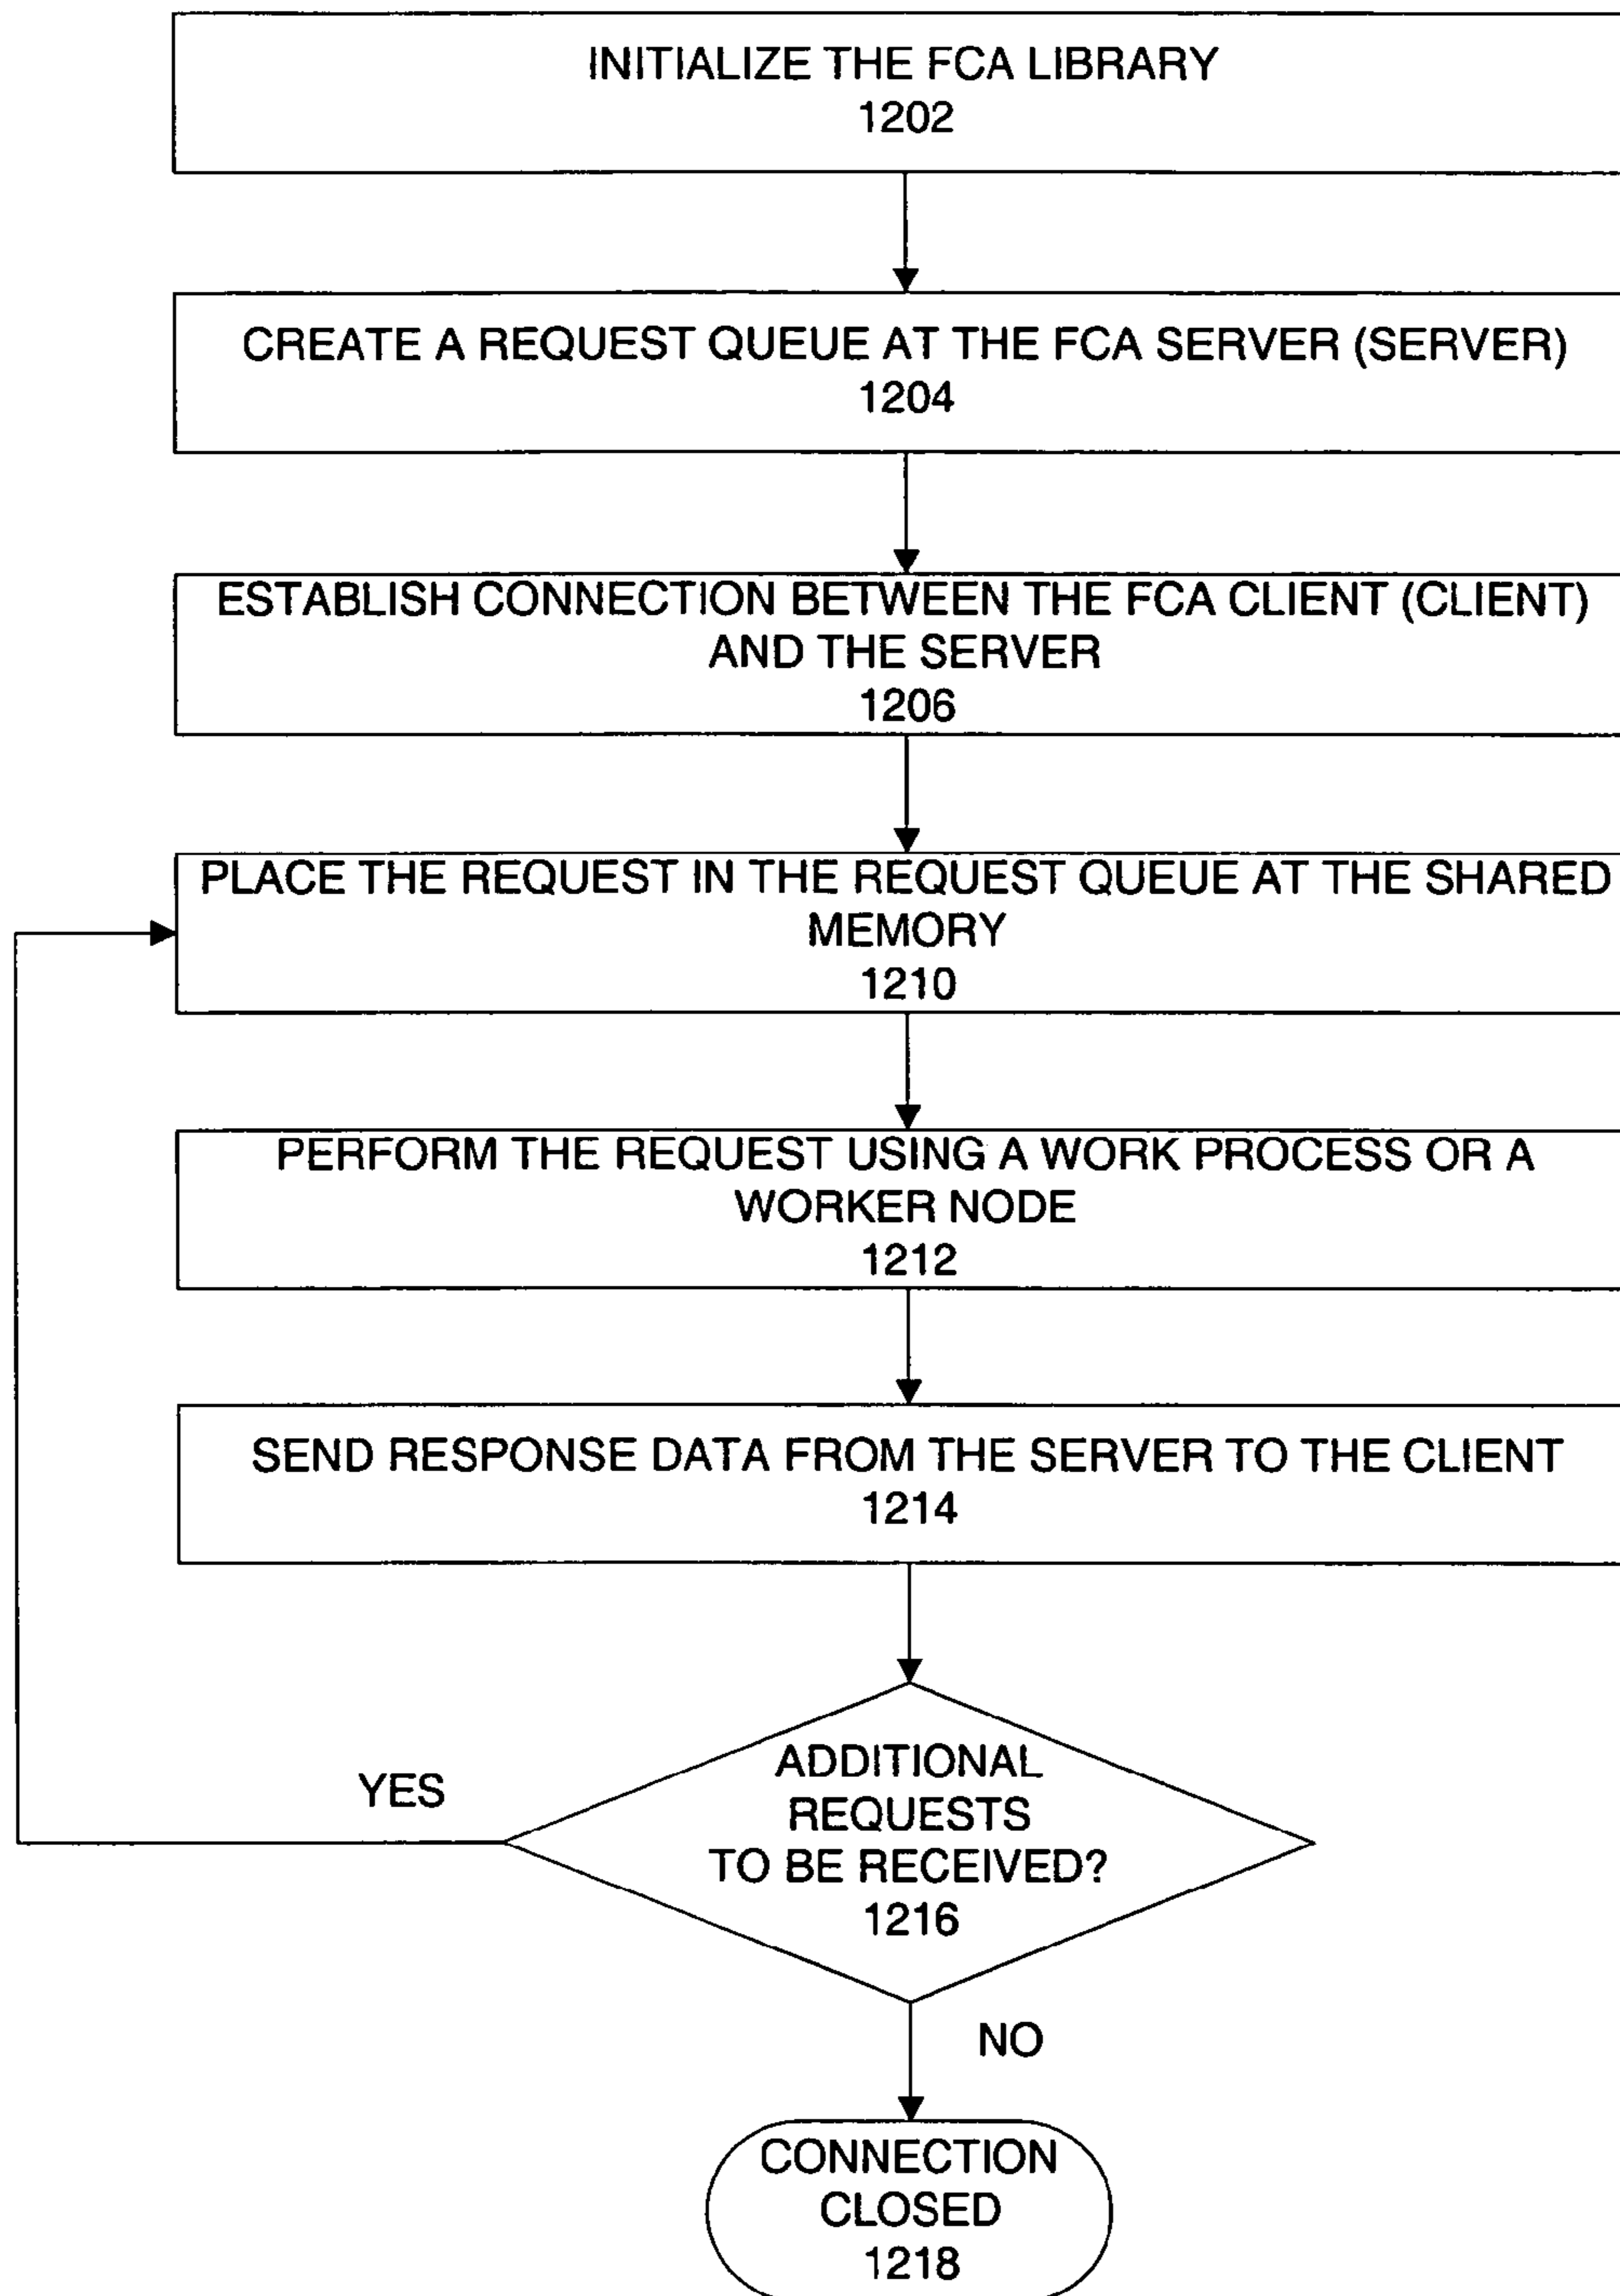 INITIALIZE THE FCA LIBRARY
1202
CREATE A REQUEST QUEUE AT THE FCA SERVER (SERVER)
1204
ESTABLISH CONNECTION BETWEEN THE FCA CLIENT (CLIENT)
AND THE SERVER
1206
PLACE THE REQUEST IN THE REQUEST QUEUE AT THE SHARED
MEMORY
1210
PERFORM THE REQUEST USING A WORK PROCESS OR A
WORKER NODE
1212
SEND RESPONSE DATA FROM THE SERVER TO THE CLIENT
1214
ADDITIONAL
REQUESTS
TO BE RECEIVED?
1216
YES
NO
CONNECTION
CLOSED
1218